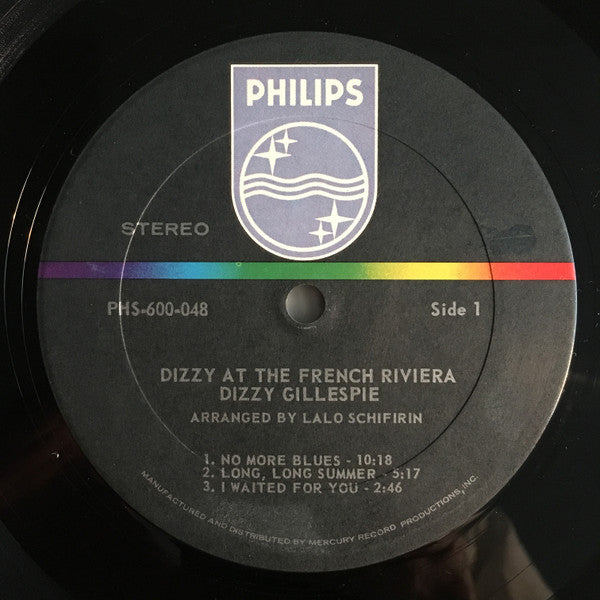 PHILIPS
STEREO
PHS-600-048
Side 1
DIZZY AT THE FRENCH RIVIERA
DIZZY GILLESPIE
ARRANGED BY LALO SCHIFIRIN
1. NO MORE BLUES - 10:18
2. LONG, LONG SUMMER - 5:17
3. I WAITED FOR YOU - 2:46
MANUFACTURED AND DISTRIBUTED BY MERCURY RECORD PRODUCTIONS, INC.